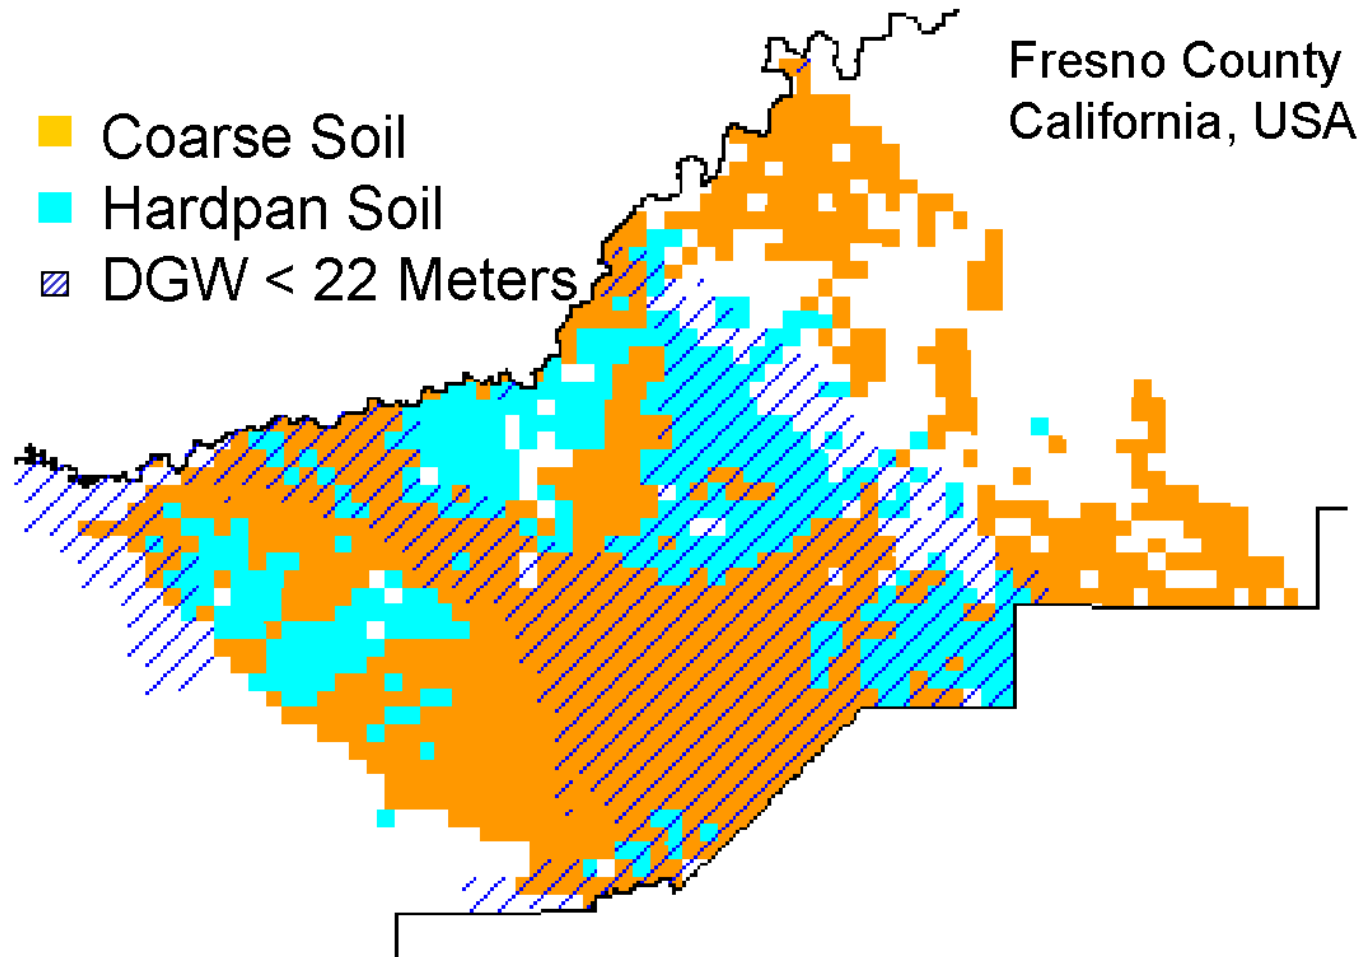 Fresno County
California, USA
Coarse Soil
Hardpan Soil
DGW < 22 Meters